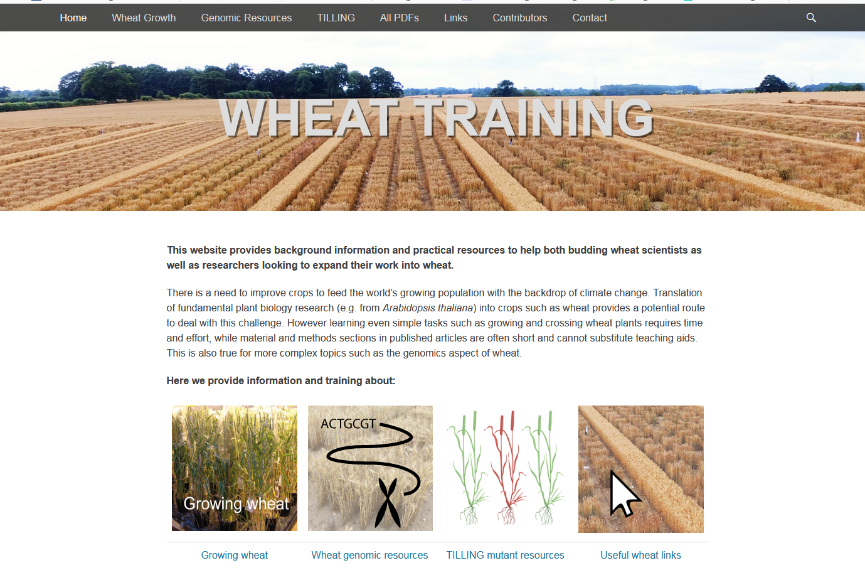 Home Wheat Growth Genomic Resources TILLING All PDFs Links Contributors Contact
WHEAT TRAINING
This website provides background information and practical resources to help both budding wheat scientists as
well as researchers looking to expand their work into wheat.
There is a need to improve crops to feed the world's growing population with the backdrop of climate change. Translation
of fundamental plant biology research (e.g. from Arabidopsis thaliana) into crops such as wheat provides a potential route
to deal with this challenge. However learning even simple tasks such as growing and crossing wheat plants requires time
and effort, while material and methods sections in published articles are often short and cannot substitute teaching aids.
This is also true for more complex topics such as the genomics aspect of wheat.
Here we provide information and training about:
ACTGCGT
Growing wheat
Growing wheat Wheat genomic resources TILLING mutant resources Useful wheat links